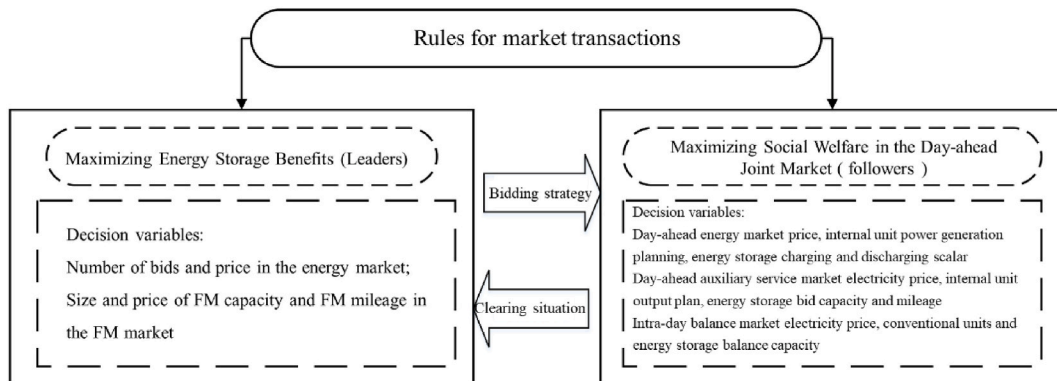 Rules for market transactions
Maximizing Energy Storage Benefits (Leaders)
Decision variables:
Number of bids and price in the energy market;
Size and price of FM capacity and FM mileage in
the FM market
Bidding strategy
Clearing situation
Maximizing Social Welfare in the Day-ahead
Joint Market ( followers )
Decision variables:
Day-ahead energy market price, internal unit power generation
planning, energy storage charging and discharging scalar
Day-ahead auxiliary service market electricity price, internal unit
output plan, energy storage bid capacity and mileage
Intra-day balance market electricity price, conventional units and
energy storage balance capacity